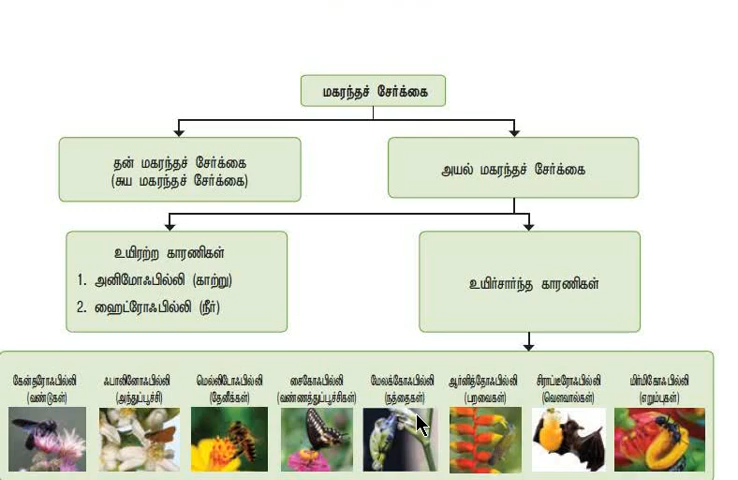 மகரந்தச் சேர்க்கை
தன் மகரந்தச் சேர்க்கை
(சுய மகரந்தச் சேர்க்கை)
அயல் மகரந்தச் சேர்க்கை
உயிரற்ற காரணிகள்
1. அனிமோஃபில்லி (காற்று)
2. ஹைட்ரோஃபில்லி (நீர்)
உயிர்சார்ந்த காரணிகள்
கேன்தரோஃபில்லி
(வண்டுகள்)
ஃபாலினோஃபில்லி
(அந்துப்பூச்சி)
மெல்லிடோஃபில்லி
(தேனீக்கள்)
சைகோஃபில்லி
(வண்ணத்துப்பூச்சிகள்)
மேலக்கோஃபில்லி
(நத்தைகள்)
ஆர்னித்தோஃபில்லி
(பறவைகள்)
சிராப்டீரோஃபில்லி
(வௌவால்கள்)
மிர்மிகோஃபில்லி
(எறும்புகள்)